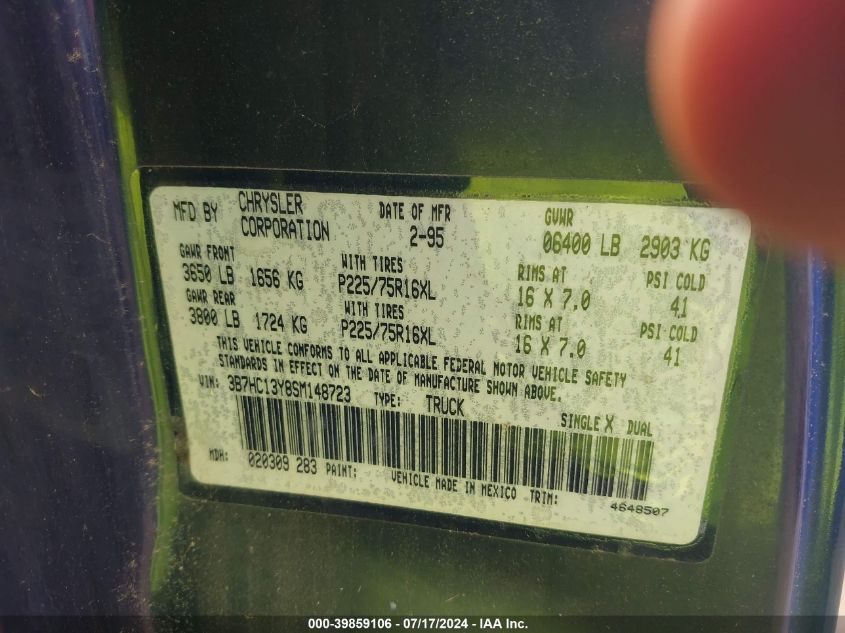 MFD BY CHRYSLER CORPORATION DATE OF MFR 2-95 GVWR 06400 LB 2903 KG
GAWR FRONT WITH TIRES RIMS AT PSI COLD
3650 LB 1656 KG P225/75R16XL 16 X 7.0 41
GAWR REAR WITH TIRES RIMS AT PSI COLD
3800 LB 1724 KG P225/75R16XL 16 X 7.0 41
THIS VEHICLE CONFORMS TO ALL APPLICABLE FEDERAL MOTOR VEHICLE SAFETY
STANDARDS IN EFFECT ON THE DATE OF MANUFACTURE SHOWN ABOVE.
VIN: 3B7HC13Y8SM148723 TYPE: TRUCK SINGLE X DUAL
MDH: 020309 283 PAINT: VEHICLE MADE IN MEXICO TRIM:
4648507
000-39859106 - 07/17/2024 - IAA Inc.